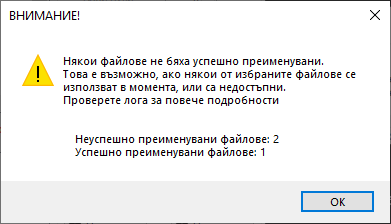 ВНИМАНИЕ!
Някои файлове не бяха успешно преименувани.
Това е възможно, ако някои от избраните файлове се
използват в момента, или са недостъпни.
Проверете лога за повече подробности
Неуспешно преименувани файлове: 2
Успешно преименувани файлове: 1
OK